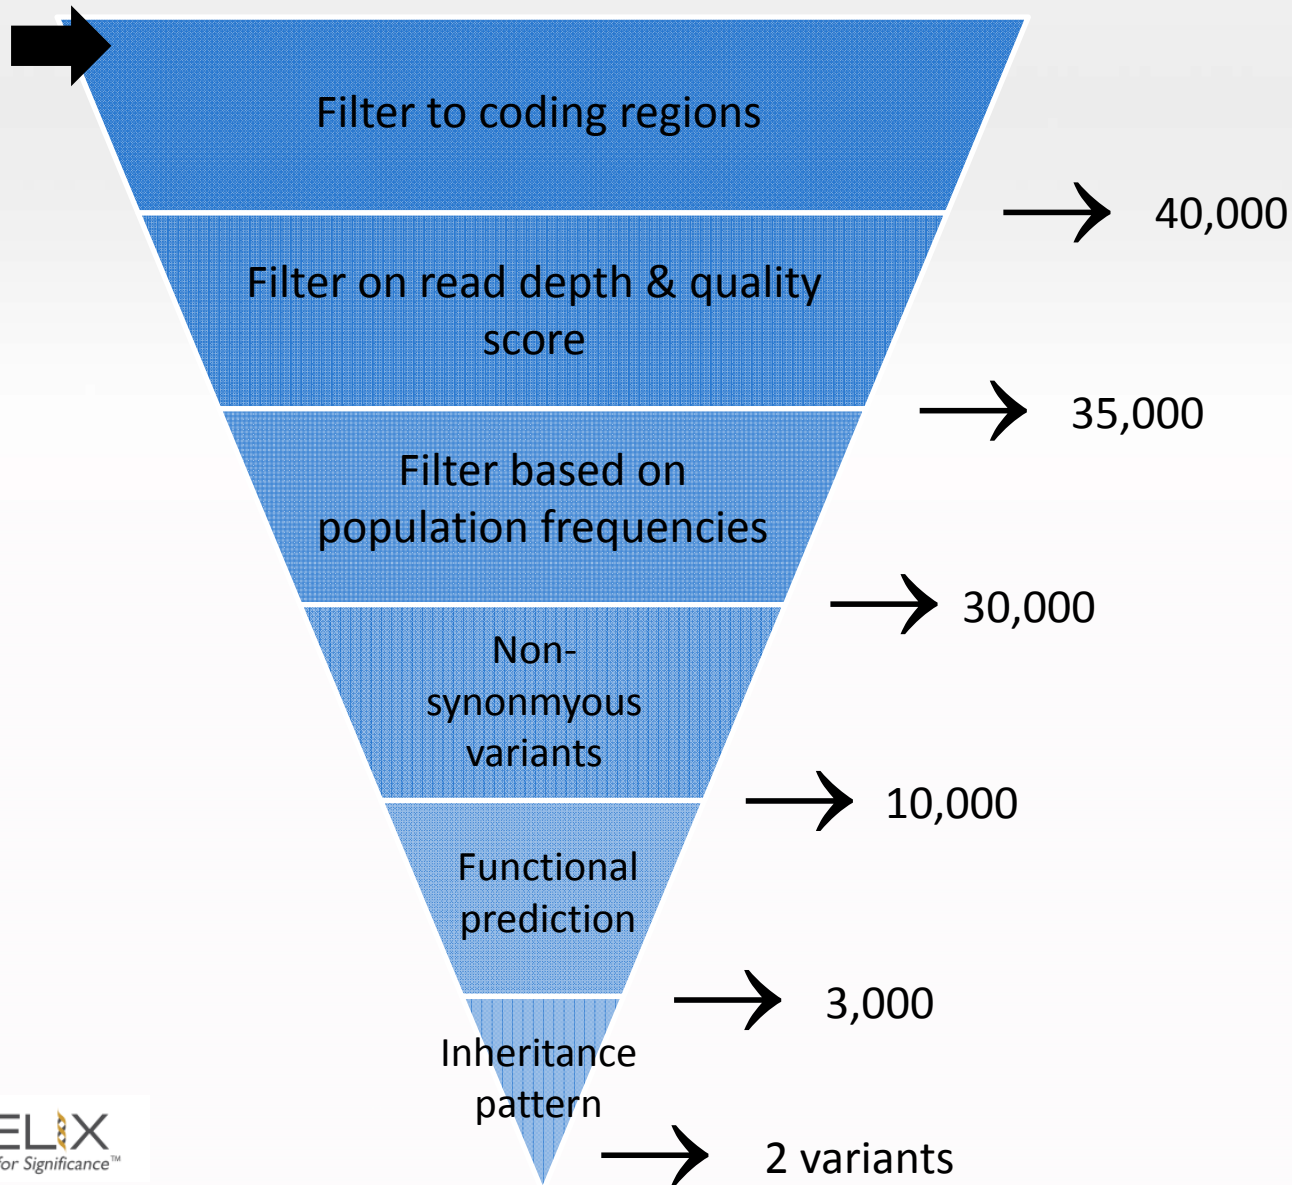 Filter to coding regions
40,000
Filter on read depth & quality
score
35,000
Filter based on
population frequencies
30,000
Non-
synonmyous
variants
10,000
Functional
prediction
3,000
Inheritance
pattern
2 variants
ELIX
for Significance™